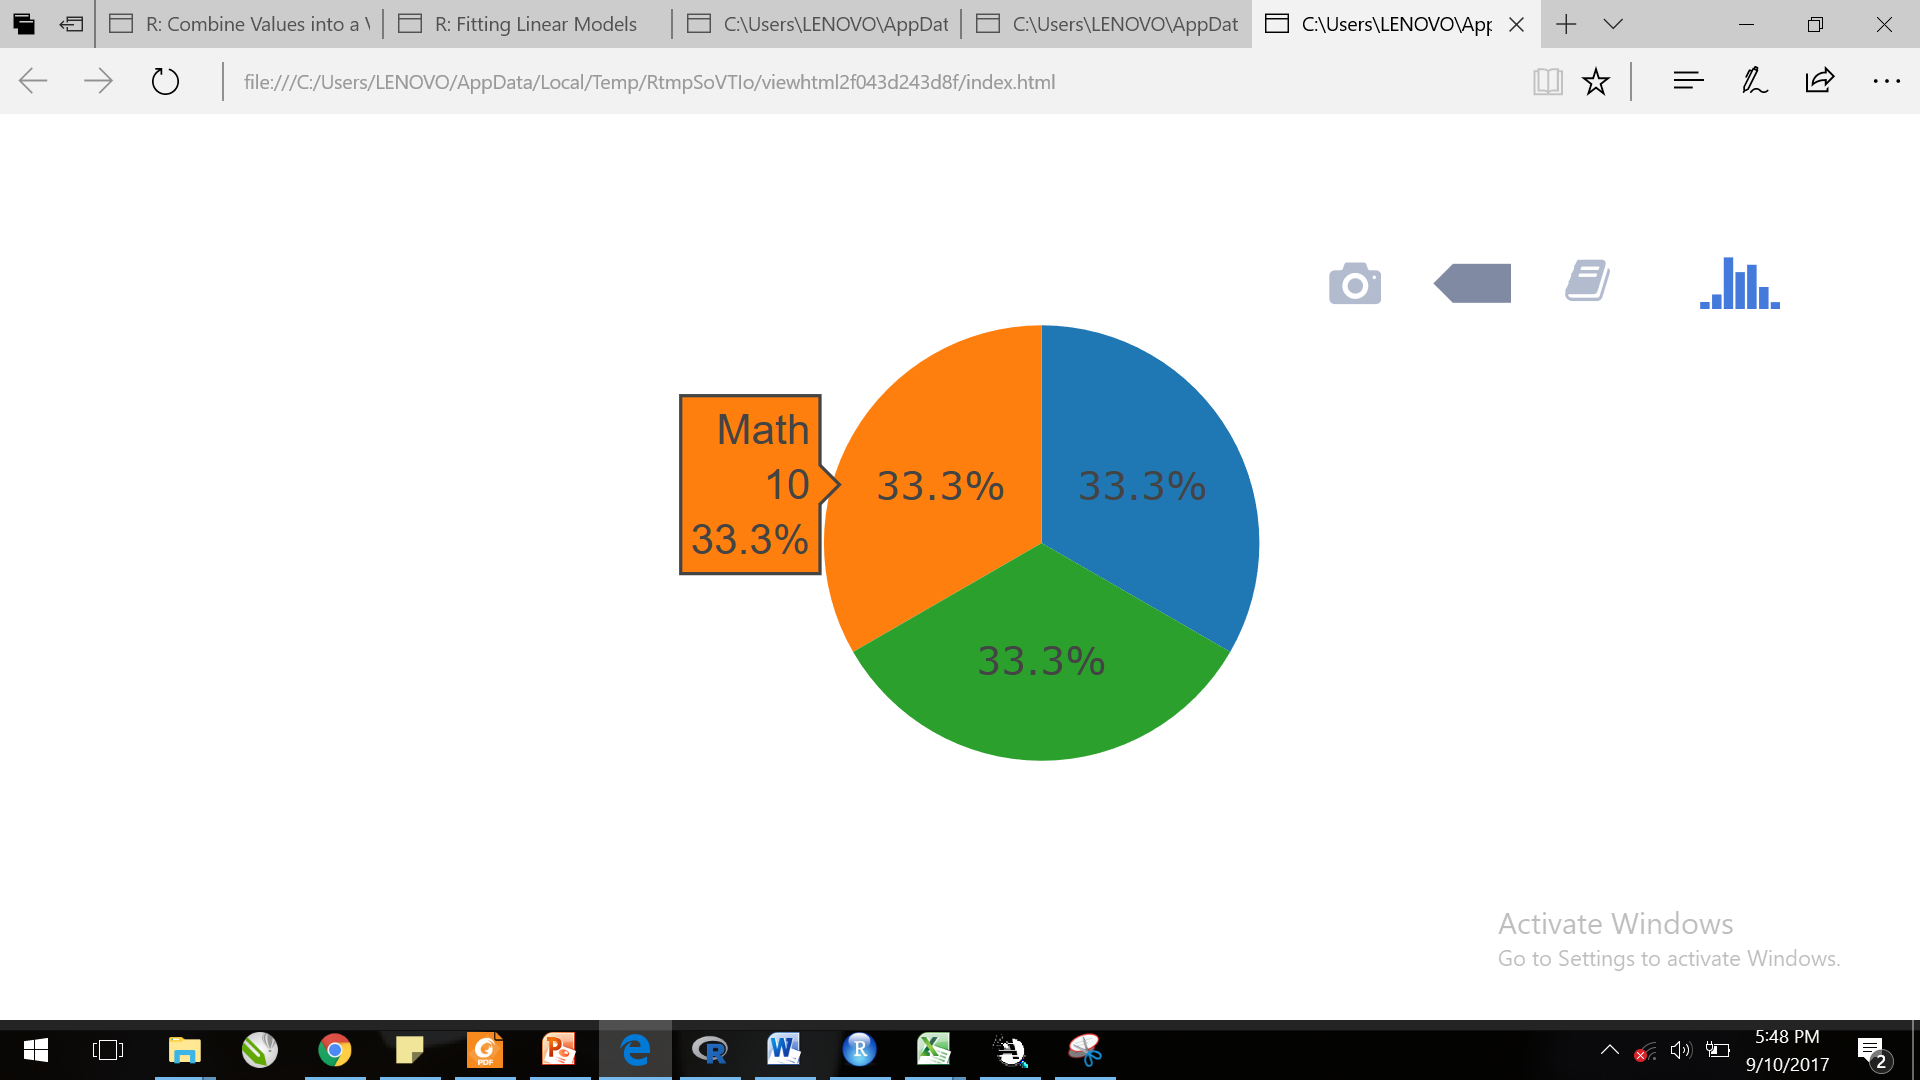 R: Combine Values into a V
R: Fitting Linear Models
C:\Users\LENOVO\AppDat
C:\Users\LENOVO\AppDat
C:\Users\LENOVO\App
file:///C:/Users/LENOVO/AppData/Local/Temp/RtmpSoVTIo/viewhtml2f043d243d8f/index.html
Math
10
33.3%
33.3%
33.3%
33.3%
Activate Windows
Go to Settings to activate Windows.
PDF
5:48 PM
9/10/2017
2